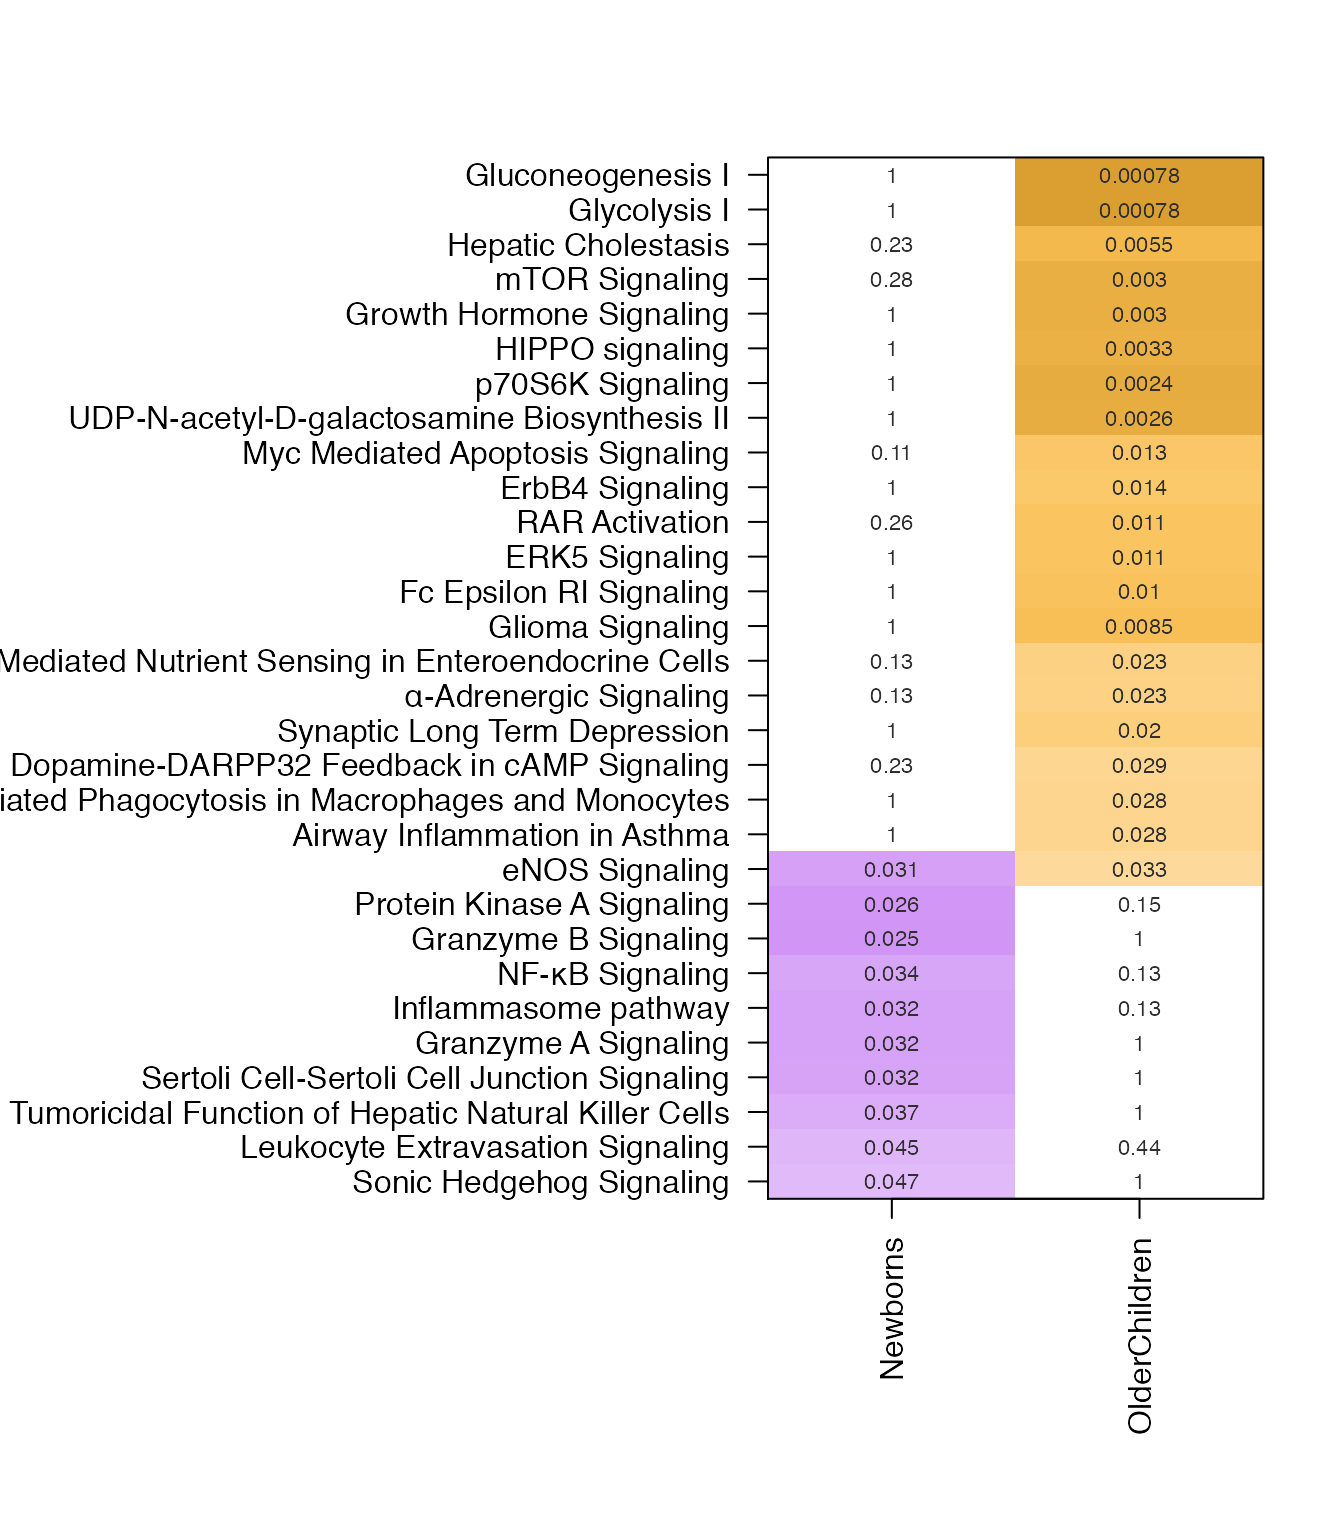 Gluconeogenesis I 1 0.00078
Glycolysis I 1 0.00078
Hepatic Cholestasis 0.23 0.0055
mTOR Signaling 0.28 0.003
Growth Hormone Signaling 1 0.003
HIPPO signaling 1 0.0033
p70S6K Signaling 1 0.0024
UDP-N-acetyl-D-galactosamine Biosynthesis II 1 0.0026
Myc Mediated Apoptosis Signaling 0.11 0.013
ErbB4 Signaling 1 0.014
RAR Activation 0.26 0.011
ERK5 Signaling 1 0.011
Fc Epsilon RI Signaling 1 0.01
Glioma Signaling 1 0.0085
Mediated Nutrient Sensing in Enteroendocrine Cells 0.13 0.023
α-Adrenergic Signaling 0.13 0.023
Synaptic Long Term Depression 1 0.02
Dopamine-DARPP32 Feedback in cAMP Signaling 0.23 0.029
iated Phagocytosis in Macrophages and Monocytes 1 0.028
Airway Inflammation in Asthma 1 0.028
eNOS Signaling 0.031 0.033
Protein Kinase A Signaling 0.026 0.15
Granzyme B Signaling 0.025 1
NF-κB Signaling 0.034 0.13
Inflammasome pathway 0.032 0.13
Granzyme A Signaling 0.032 1
Sertoli Cell-Sertoli Cell Junction Signaling 0.032 1
Tumoricidal Function of Hepatic Natural Killer Cells 0.037 1
Leukocyte Extravasation Signaling 0.045 0.44
Sonic Hedgehog Signaling 0.047 1
Newborns
OlderChildren